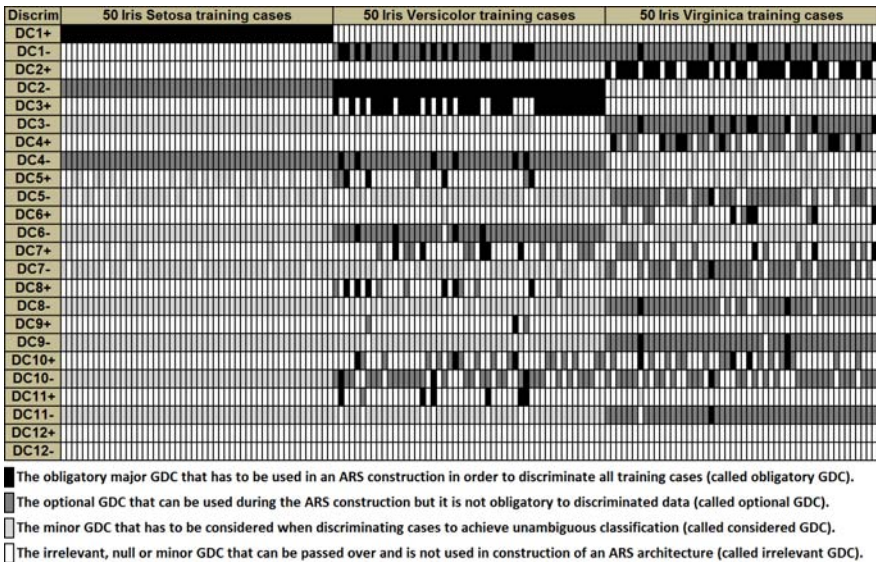 Discrim 50 Iris Setosa training cases 50 Iris Versicolor training cases 50 Iris Virginica training cases
DC1+
DC1-
DC2+
DC2-
DC3+
DC3-
DC4+
DC4-
DC5+
DC5-
DC6+
DC6-
DC7+
DC7-
DC8+
DC8-
DC9+
DC9-
DC10+
DC10-
DC11+
DC11-
DC12+
DC12-
The obligatory major GDC that has to be used in an ARS construction in order to discriminate all training cases (called obligatory GDC).
The optional GDC that can be used during the ARS construction but it is not obligatory to discriminated data (called optional GDC).
The minor GDC that has to be considered when discriminating cases to achieve unambiguous classification (called considered GDC).
The irrelevant, null or minor GDC that can be passed over and is not used in construction of an ARS architecture (called irrelevant GDC).